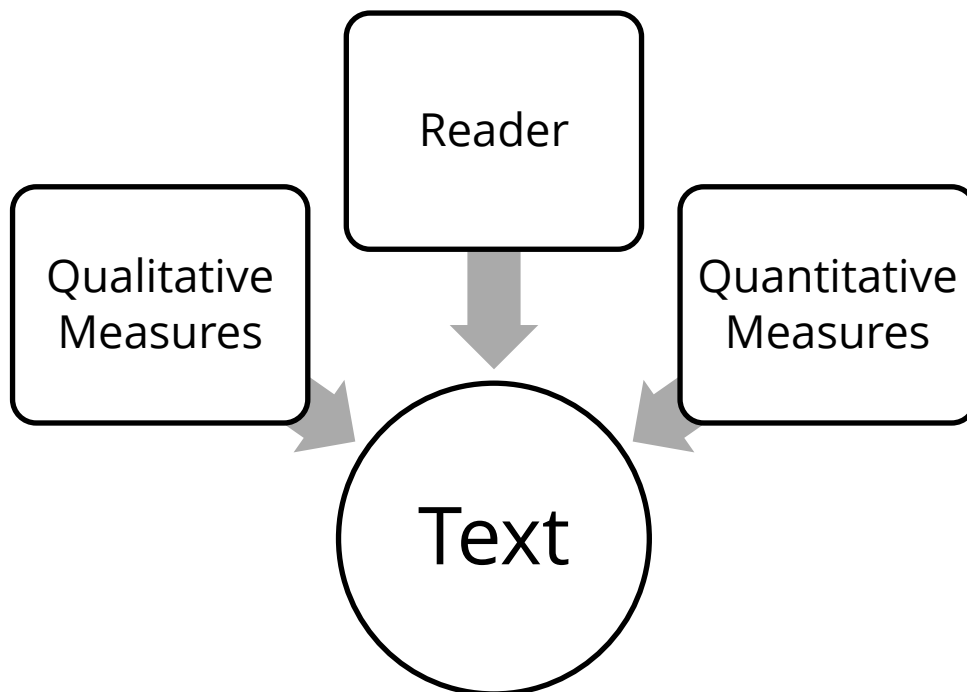 Reader
Qualitative
Measures
Quantitative
Measures
Text